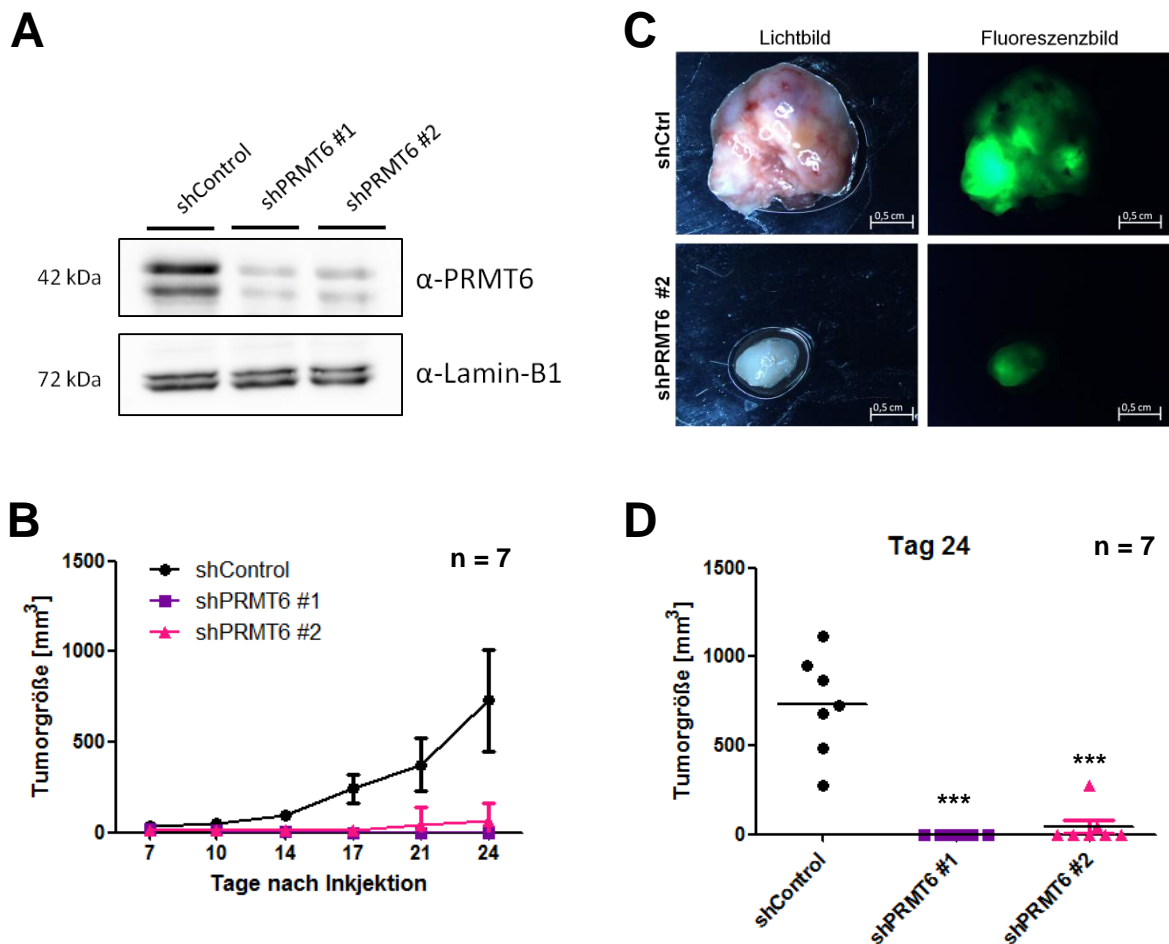 A
shControl
shPRMT6 #1
shPRMT6 #2
42 kDa
α-PRMT6
72 kDa
α-Lamin-B1
C
Lichtbild
Fluoreszenzbild
shCtrl
0,5 cm
0,5 cm
shPRMT6 #2
0,5 cm
0,5 cm
B
n = 7
shControl
shPRMT6 #1
shPRMT6 #2
Tumorgröße [mm³]
1500
1000
500
0
7 10 14 17 21 24
Tage nach Inkjektion
D
Tag 24
n = 7
Tumorgröße [mm³]
1500
1000
500
0
***
***
shControl
shPRMT6 #1
shPRMT6 #2